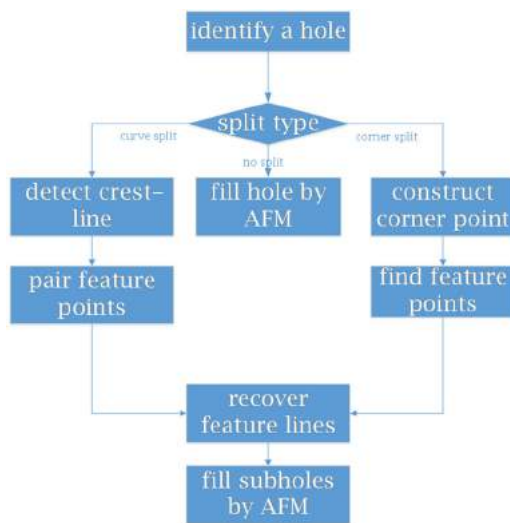 identify a hole
split type
curve split
no split
corner split
detect crest-
line
fill hole by
AFM
construct
corner point
pair feature
points
find feature
points
recover
feature lines
fill subholes
by AFM